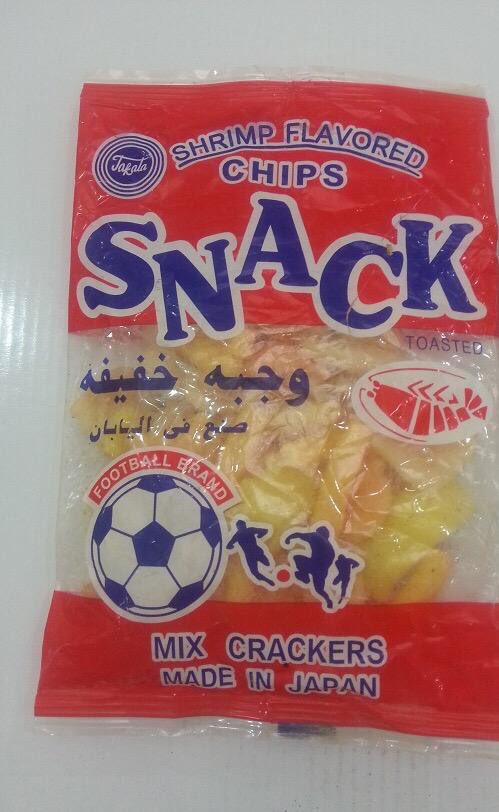 Takata
SHRIMP FLAVORED
CHIPS
SNACK
TOASTED
وجبه خفيفه
صنع في اليابان
FOOTBALL BRAND
MIX CRACKERS
MADE IN JAPAN